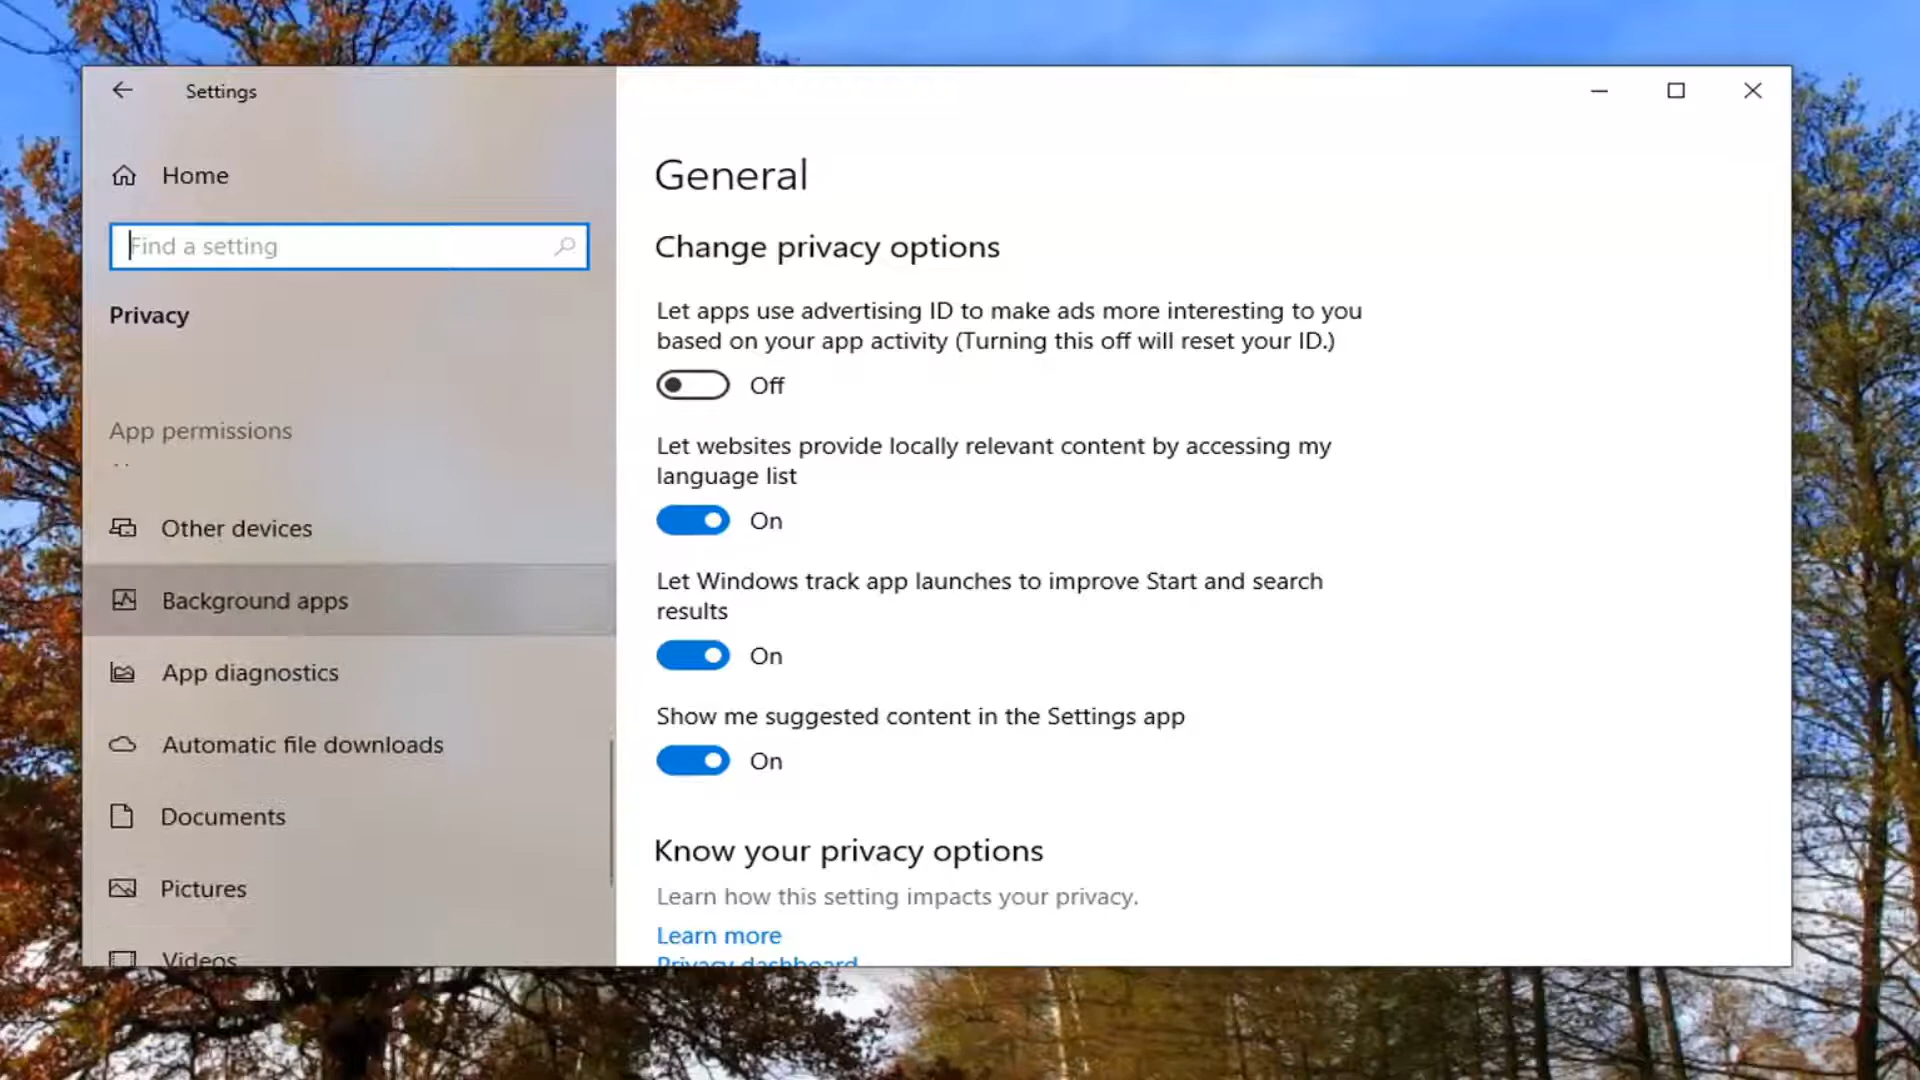 Settings
Home
Find a setting
Privacy
App permissions
Other devices
Background apps
App diagnostics
Automatic file downloads
Documents
Pictures
Videos
General
Change privacy options
Let apps use advertising ID to make ads more interesting to you
based on your app activity (Turning this off will reset your ID.)
Off
Let websites provide locally relevant content by accessing my
language list
On
Let Windows track app launches to improve Start and search
results
On
Show me suggested content in the Settings app
On
Know your privacy options
Learn how this setting impacts your privacy.
Learn more
Privacy dashboard